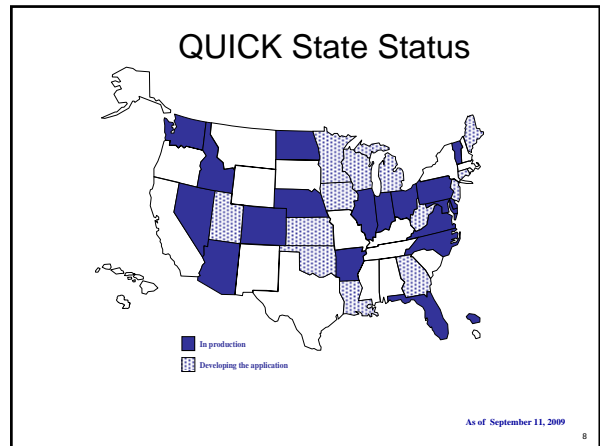 QUICK State Status
In production
Developing the application
As of September 11, 2009
8